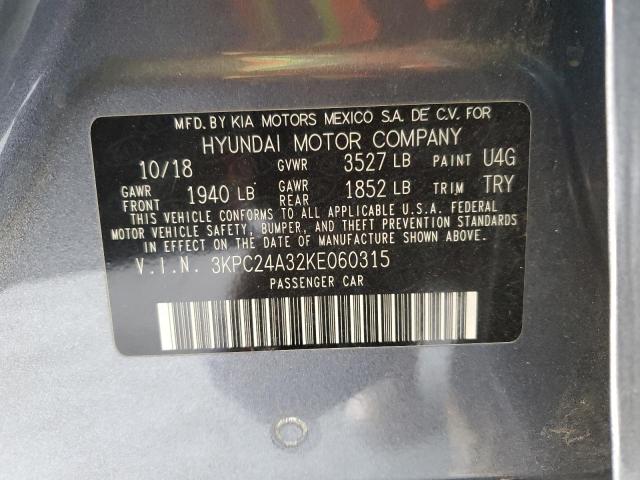 MFD. BY KIA MOTORS MEXICO S.A. DE C.V. FOR
HYUNDAI MOTOR COMPANY
10/18 GVWR 3527 LB PAINT U4G
GAWR FRONT 1940 LB GAWR REAR 1852 LB TRIM TRY
THIS VEHICLE CONFORMS TO ALL APPLICABLE U.S.A. FEDERAL
MOTOR VEHICLE SAFETY, BUMPER, AND THEFT PREVENTION STANDARDS
IN EFFECT ON THE DATE OF MANUFACTURE SHOWN ABOVE.
V.I.N. 3KPC24A32KE060315
PASSENGER CAR